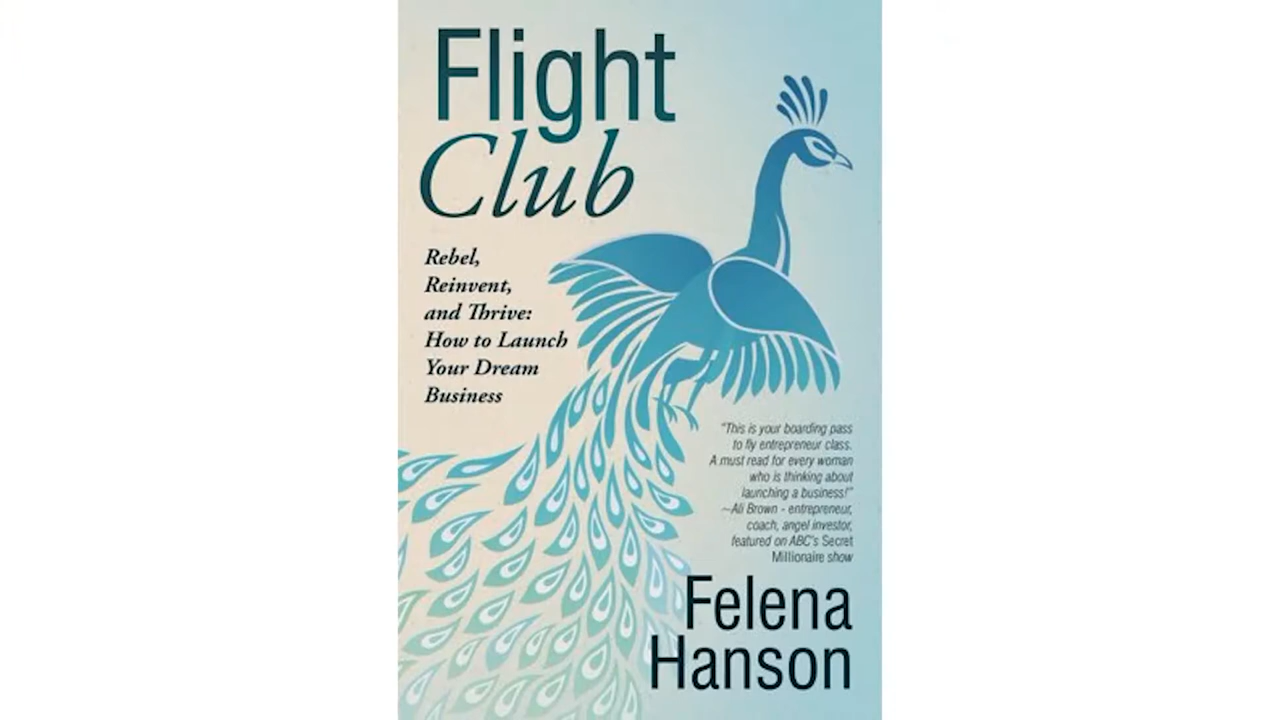 Flight
Club
Rebel,
Reinvent,
and Thrive:
How to Launch
Your Dream
Business
"This is your boarding pass
to fly entrepreneur class.
A must read for every woman
who is thinking about
launching a business!"
~Ali Brown - entrepreneur,
coach, angel investor,
featured on ABC's Secret
Millionaire show
Felena
Hanson